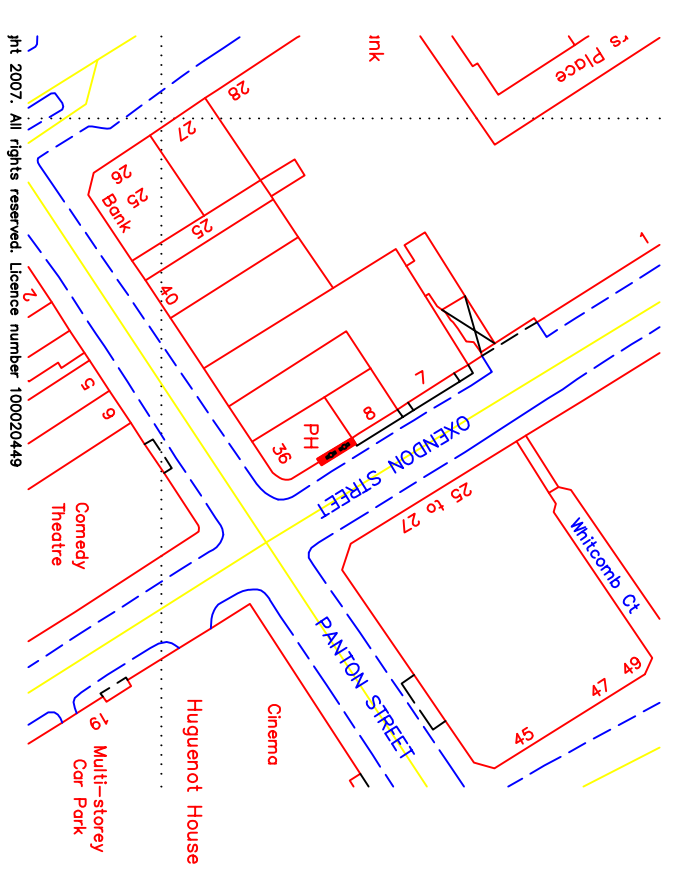 ht 2007. All rights reserved. Licence number 100020449
nk
rs Place
28
27
26
25
Bank
25
40
1
2
5
6
7
8
PH
36
OXENDON STREET
25 to 27
Whitcomb Ct
49
47
45
PANTON STREET
Comedy
Theatre
Cinema
Huguenot House
19
Multi-storey
Car Park